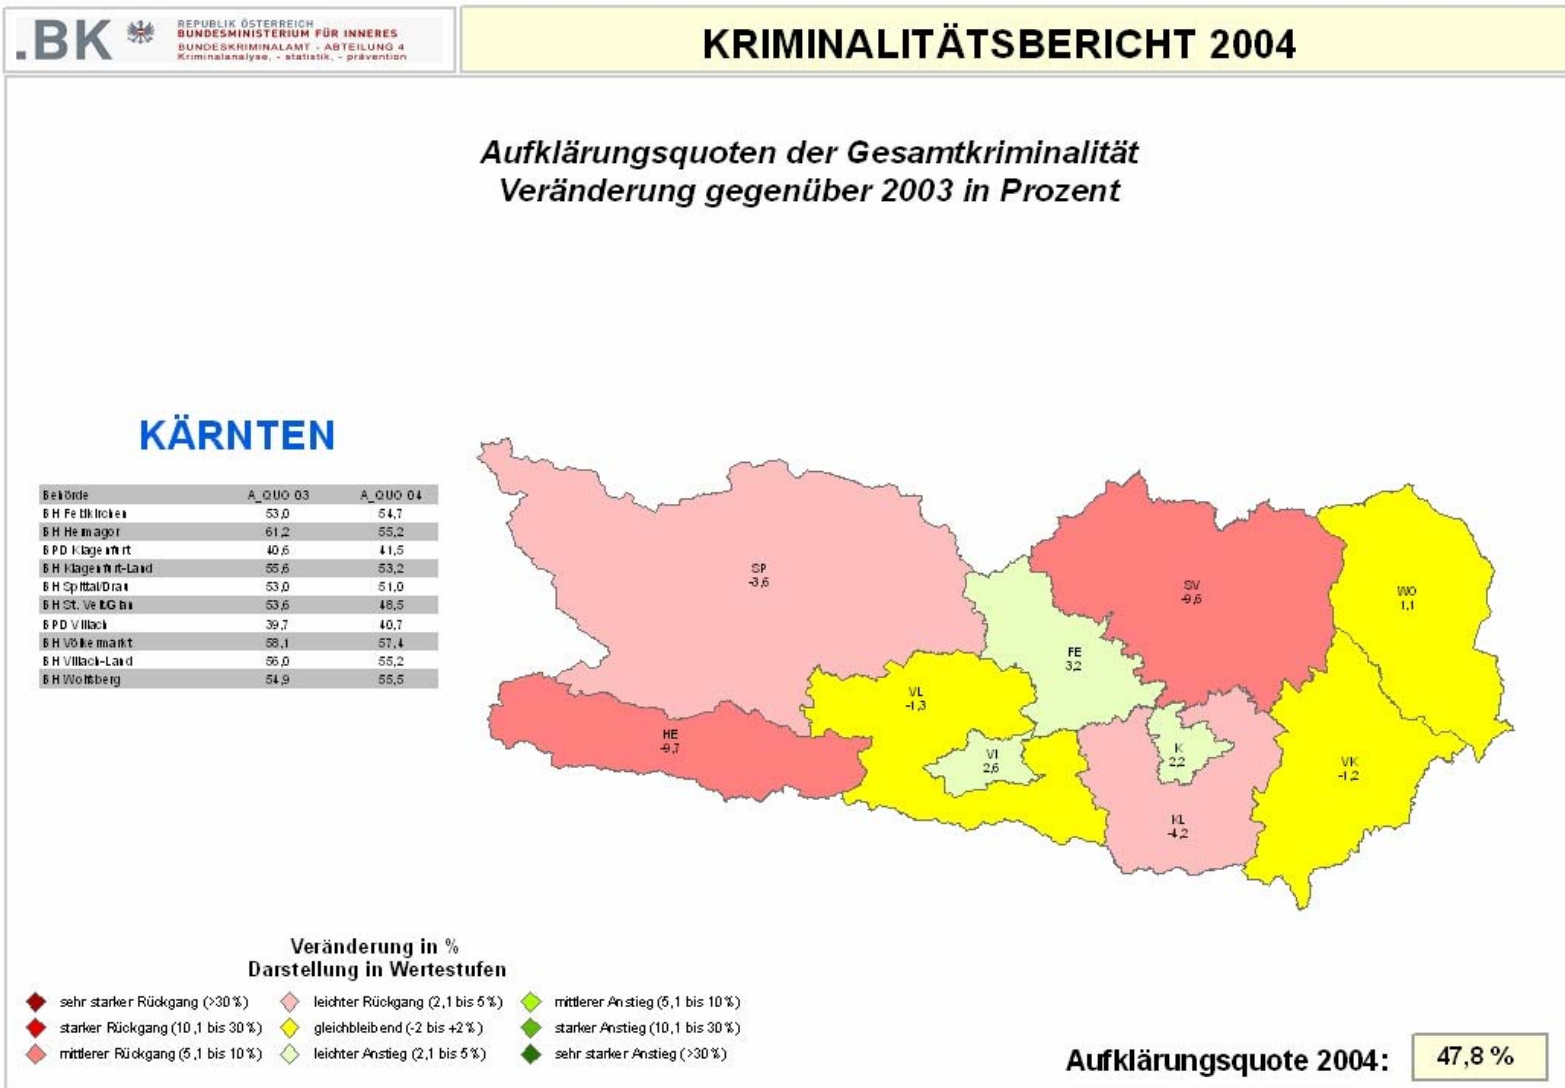 .BK
REPUBLIK ÖSTERREICH
BUNDESMINISTERIUM FÜR INNERES
BUNDESKRIMINALAMT - ABTEILUNG 4
Kriminalanalyse, - statistik, - prävention
KRIMINALITÄTSBERICHT 2004
Aufklärungsquoten der Gesamtkriminalität
Veränderung gegenüber 2003 in Prozent
KÄRNTEN
Behörde A_QUO 03 A_QUO 04
BH Feldkirchen 53,0 54,7
BH Hermagor 61,2 55,2
BPD Klagenfurt 40,6 41,5
BH Klagenfurt-Land 55,6 53,2
BH Spittal/Drau 53,0 51,0
BH St. Veit/Glan 53,6 48,5
BPD Villach 39,7 40,7
BH Völkermarkt 58,1 57,4
BH Villach-Land 56,0 55,2
BH Wolfsberg 54,9 55,5
SP
-3,6
SV
-9,6
WO
1,1
FE
3,2
VL
-1,3
HE
-9,7
VI
2,6
K
2,2
VK
-1,2
KL
-4,2
Veränderung in %
Darstellung in Wertestufen
sehr starker Rückgang (>30%) leichter Rückgang (2,1 bis 5%) mittlerer Anstieg (5,1 bis 10%)
starker Rückgang (10,1 bis 30%) gleichbleibend (-2 bis +2%) starker Anstieg (10,1 bis 30%)
mittlerer Rückgang (5,1 bis 10%) leichter Anstieg (2,1 bis 5%) sehr starker Anstieg (>30%)
Aufklärungsquote 2004: 47,8 %